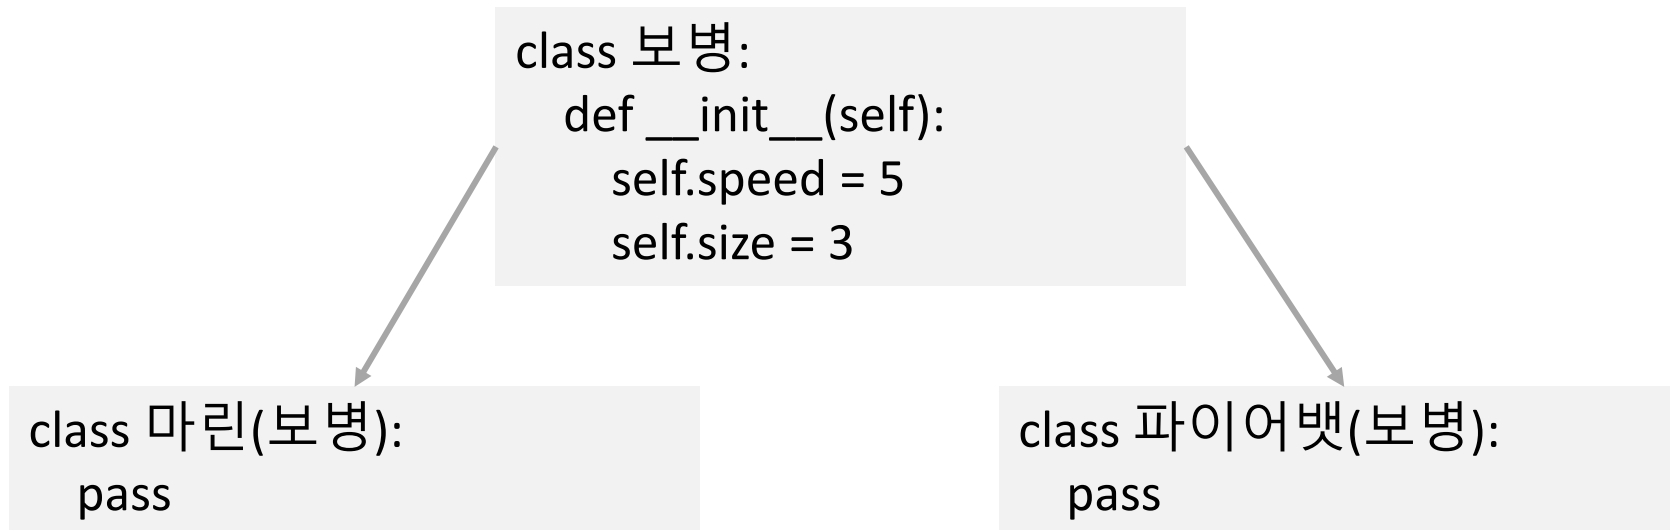 class 보병:
def __init__(self):
self.speed = 5
self.size = 3
class 마린(보병):
pass
class 파이어뱃(보병):
pass